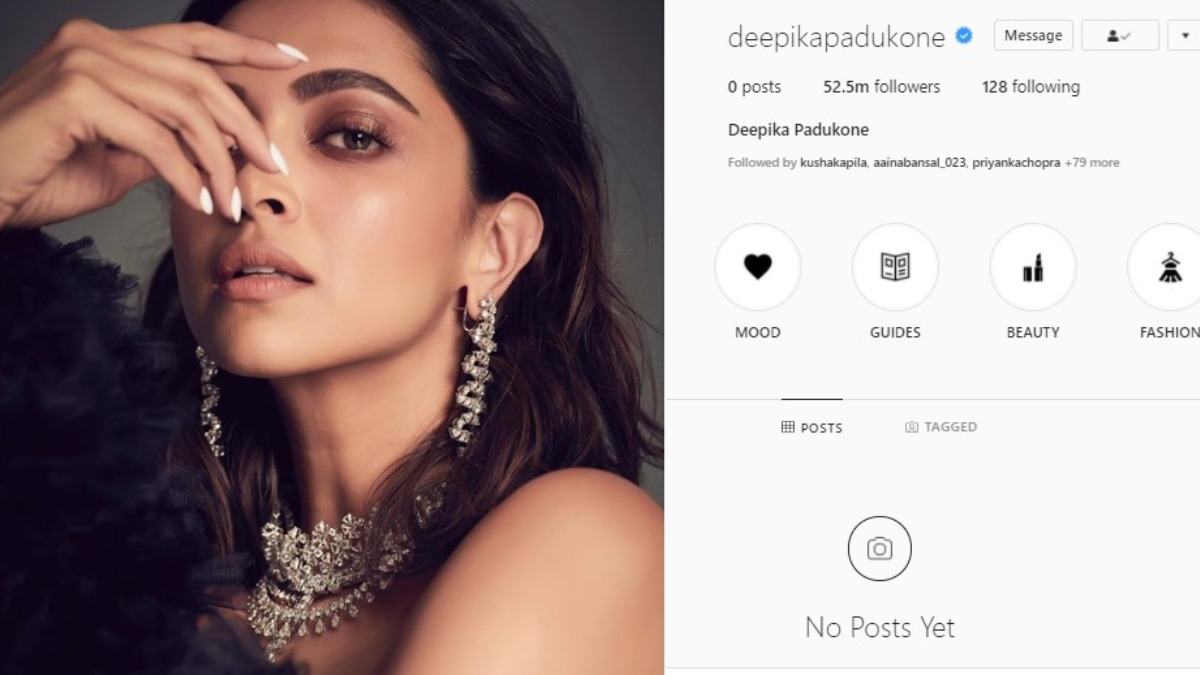 deepikapadukone Message
0 posts 52.5m followers 128 following
Deepika Padukone
Followed by kushakapila, aainabansal_023, priyankachopra +79 more
MOOD GUIDES BEAUTY FASHION
POSTS TAGGED
No Posts Yet